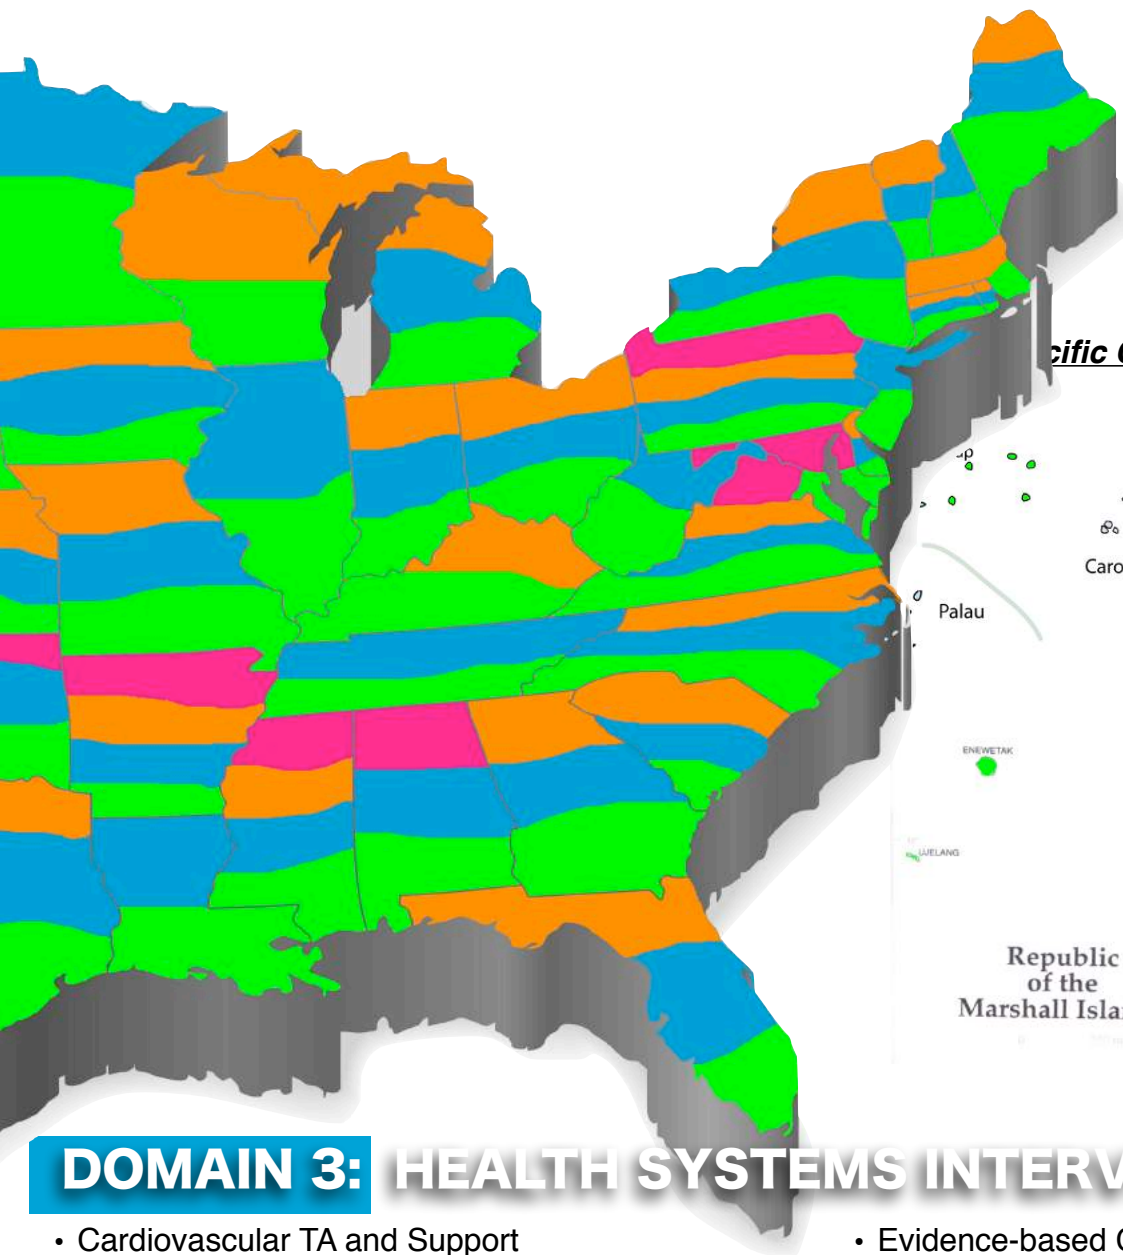 cific
Palau
Caro
ENEWETAK
UJELANG
Republic
of the
Marshall Islan
DOMAIN 3: HEALTH SYSTEMS INTERV
• Cardiovascular TA and Support
• Evidence-based